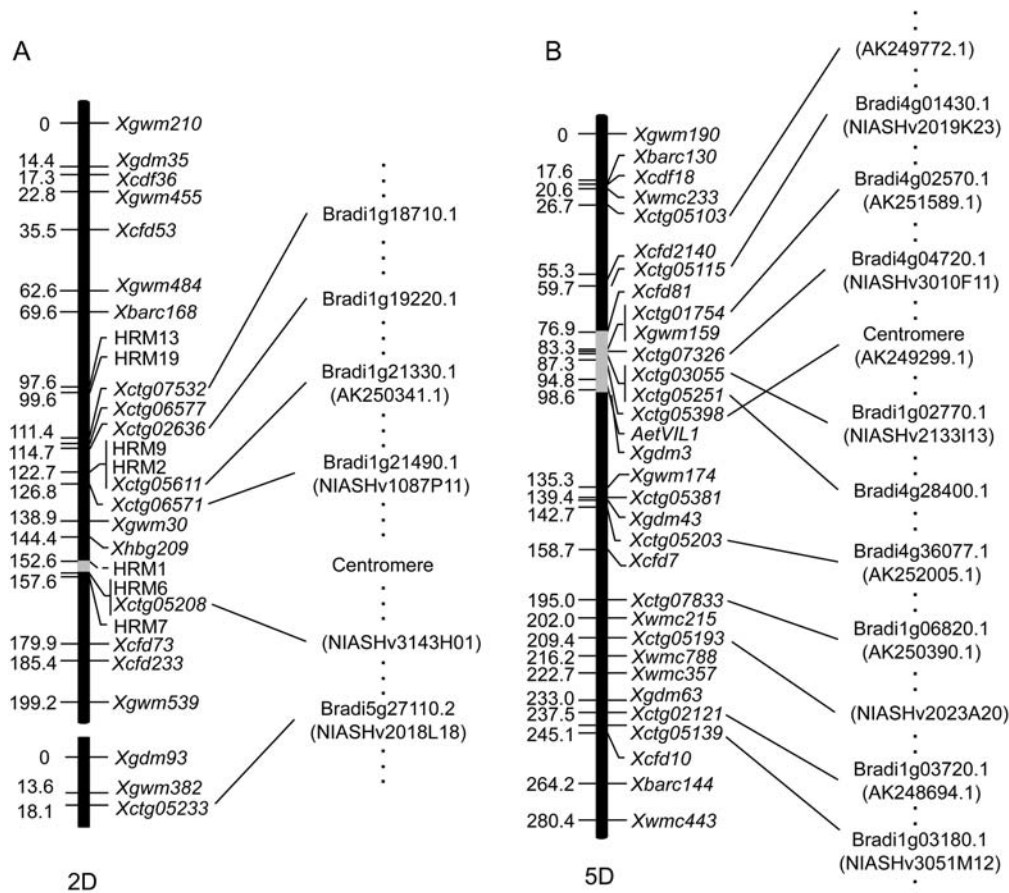 A
0
14.4
17.3
22.8
35.5
62.6
69.6
97.6
99.6
111.4
114.7
122.7
126.8
138.9
144.4
152.6
157.6
179.9
185.4
199.2
0
13.6
18.1
Xgwm210
Xgdm35
Xcdf36
Xgwm455
Xcfd53
Xgwm484
Xbarc168
HRM13
HRM19
Xctg07532
Xctg06577
Xctg02636
HRM9
HRM2
Xctg05611
Xctg06571
Xgwm30
Xhbg209
HRM1
HRM6
Xctg05208
HRM7
Xcfd73
Xcfd233
Xgwm539
Xgdm93
Xgwm382
Xctg05233
Bradi1g18710.1
Bradi1g19220.1
Bradi1g21330.1
(AK250341.1)
Bradi1g21490.1
(NIASHv1087P11)
Centromere
(NIASHv3143H01)
Bradi5g27110.2
(NIASHv2018L18)
2D
B
0
17.6
20.6
26.7
55.3
59.7
76.9
83.3
87.3
94.8
98.6
135.3
139.4
142.7
158.7
195.0
202.0
209.4
216.2
222.7
233.0
237.5
245.1
264.2
280.4
Xgwm190
Xbarc130
Xcfd18
Xwmc233
Xctg05103
Xcfd2140
Xctg05115
Xcfd81
Xctg01754
Xgwm159
Xctg07326
Xctg03055
Xctg05251
Xctg05398
AetVIL1
Xgdm3
Xgwm174
Xctg05381
Xgdm43
Xctg05203
Xcfd7
Xctg07833
Xwmc215
Xctg05193
Xwmc788
Xwmc357
Xgdm63
Xctg02121
Xctg05139
Xcfd10
Xbarc144
Xwmc443
(AK249772.1)
Bradi4g01430.1
(NIASHv2019K23)
Bradi4g02570.1
(AK251589.1)
Bradi4g04720.1
(NIASHv3010F11)
Centromere
(AK249299.1)
Bradi1g02770.1
(NIASHv2133I13)
Bradi4g28400.1
Bradi4g36077.1
(AK252005.1)
Bradi1g06820.1
(AK250390.1)
(NIASHv2023A20)
Bradi1g03720.1
(AK248694.1)
Bradi1g03180.1
(NIASHv3051M12)
5D